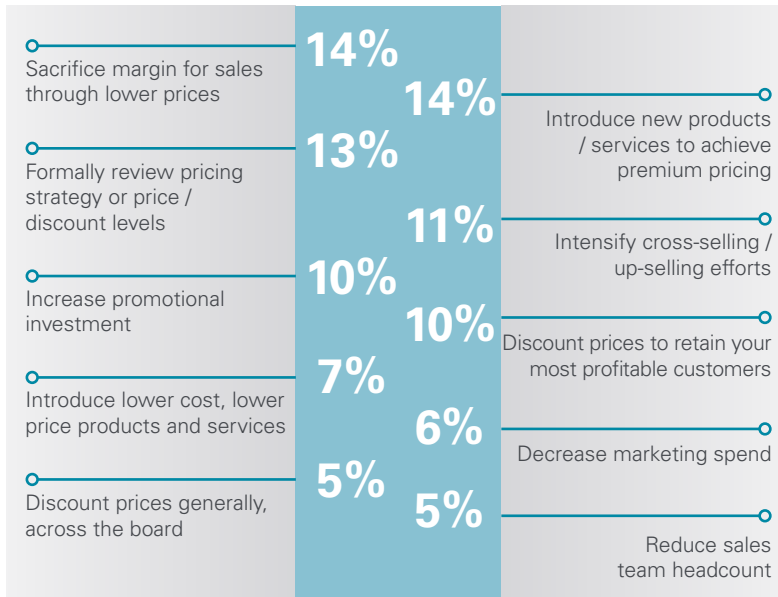 14%
Sacrifice margin for sales
through lower prices
14%
Introduce new products
/ services to achieve
premium pricing
13%
Formally review pricing
strategy or price /
discount levels
11%
Intensify cross-selling /
up-selling efforts
10%
Increase promotional
investment
10%
Discount prices to retain your
most profitable customers
7%
Introduce lower cost, lower
price products and services
6%
Decrease marketing spend
5%
Discount prices generally,
across the board
5%
Reduce sales
team headcount